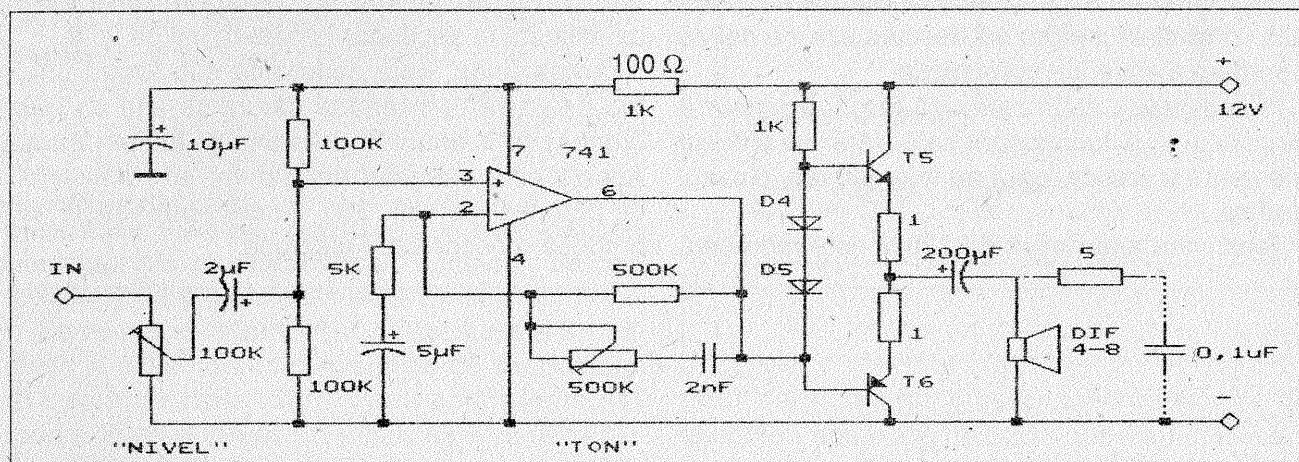 100 Ω
+
1K
1K
12V
+
10µF
100K
7
741
T5
3
+
6
2
−
D4
1
4
200µF
+
5
IN
2µF
+
5K
500K
D5
+
100K
100K
5µF
500K
2nF
1
DIF
4-8
0,1uF
T6
−
"NIVEL"
"TON"